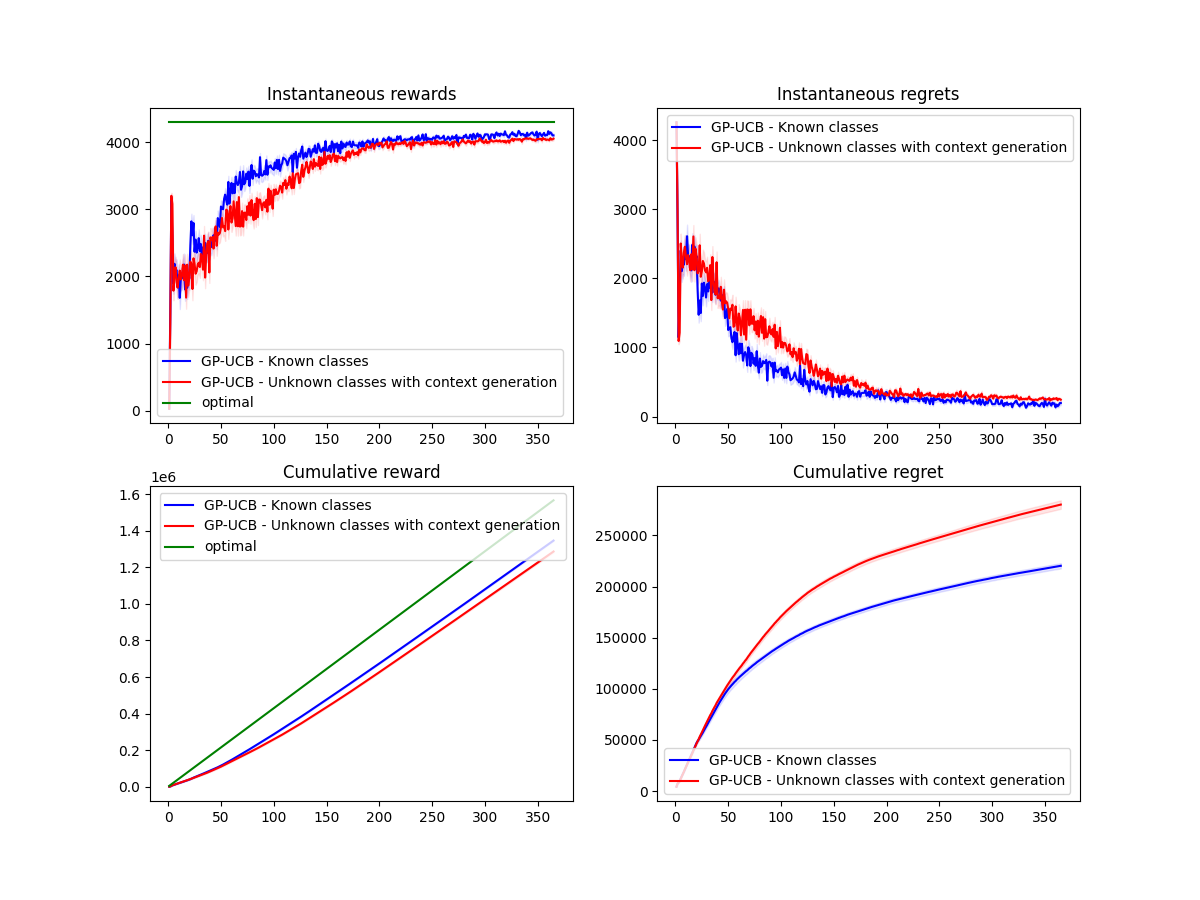 Instantaneous rewards
4000
3000
2000
1000
0
GP-UCB - Known classes
GP-UCB - Unknown classes with context generation
optimal
0 50 100 150 200 250 300 350
Instantaneous regrets
GP-UCB - Known classes
GP-UCB - Unknown classes with context generation
4000
3000
2000
1000
0
0 50 100 150 200 250 300 350
Cumulative reward
1e6
GP-UCB - Known classes
GP-UCB - Unknown classes with context generation
optimal
1.6
1.4
1.2
1.0
0.8
0.6
0.4
0.2
0.0
0 50 100 150 200 250 300 350
Cumulative regret
250000
200000
150000
100000
50000
0
GP-UCB - Known classes
GP-UCB - Unknown classes with context generation
0 50 100 150 200 250 300 350